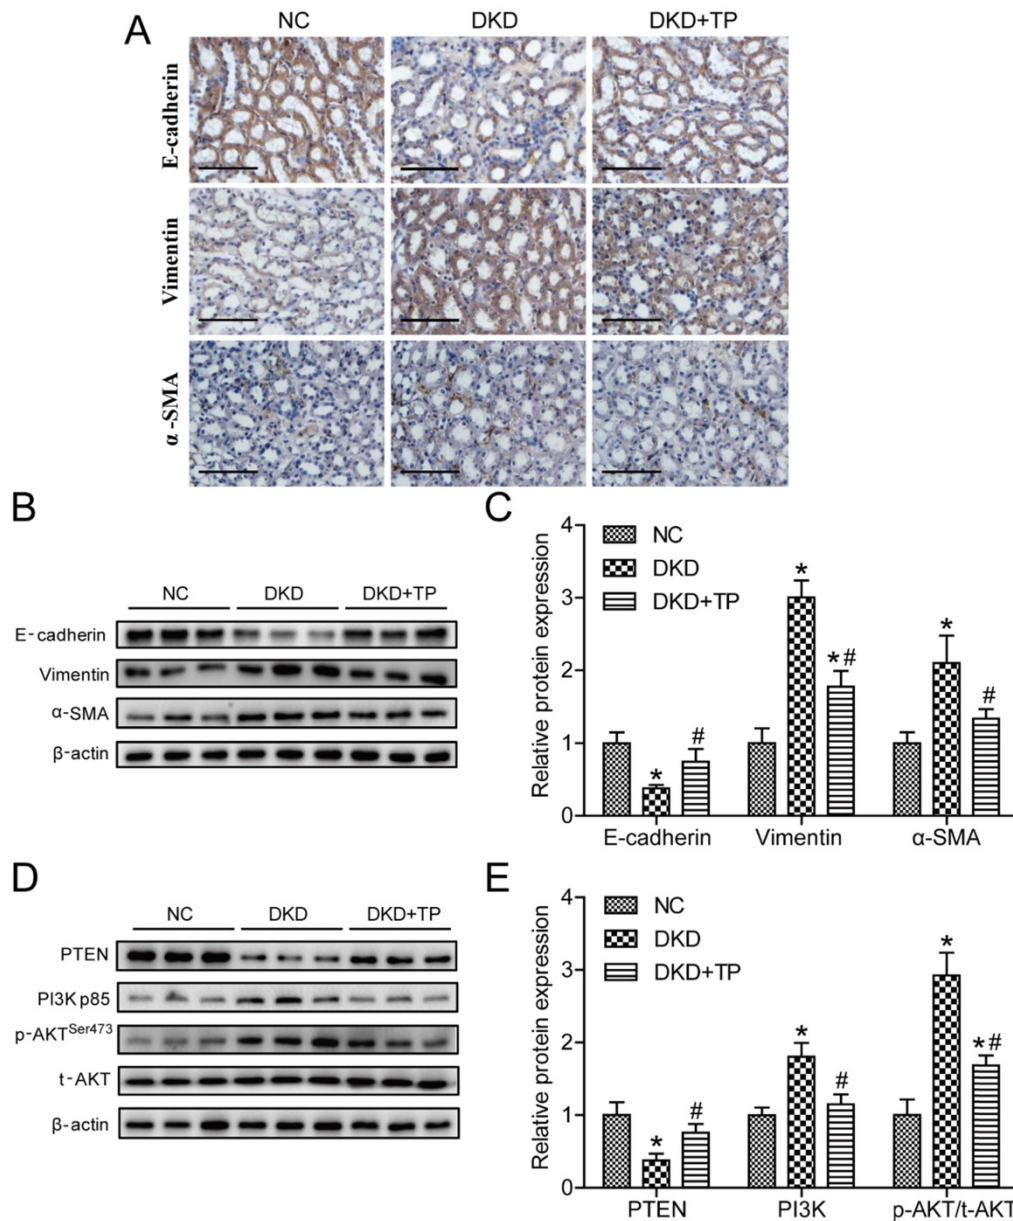 A
NC DKD DKD+TP
E-cadherin
Vimentin
α-SMA
B
NC DKD DKD+TP
E-cadherin
Vimentin
α-SMA
β-actin
C
Relative protein expression
4
3
2
1
0
NC
DKD
DKD+TP
* # * *# * #
E-cadherin Vimentin α-SMA
D
NC DKD DKD+TP
PTEN
PI3K p85
p-AKTSer473
t-AKT
β-actin
E
Relative protein expression
4
3
2
1
0
NC
DKD
DKD+TP
* # * # * *#
PTEN PI3K p-AKT/t-AKT